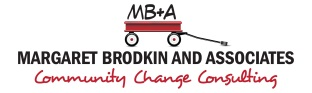 MB+A
MARGARET BRODKIN AND ASSOCIATES
Community Change Consulting